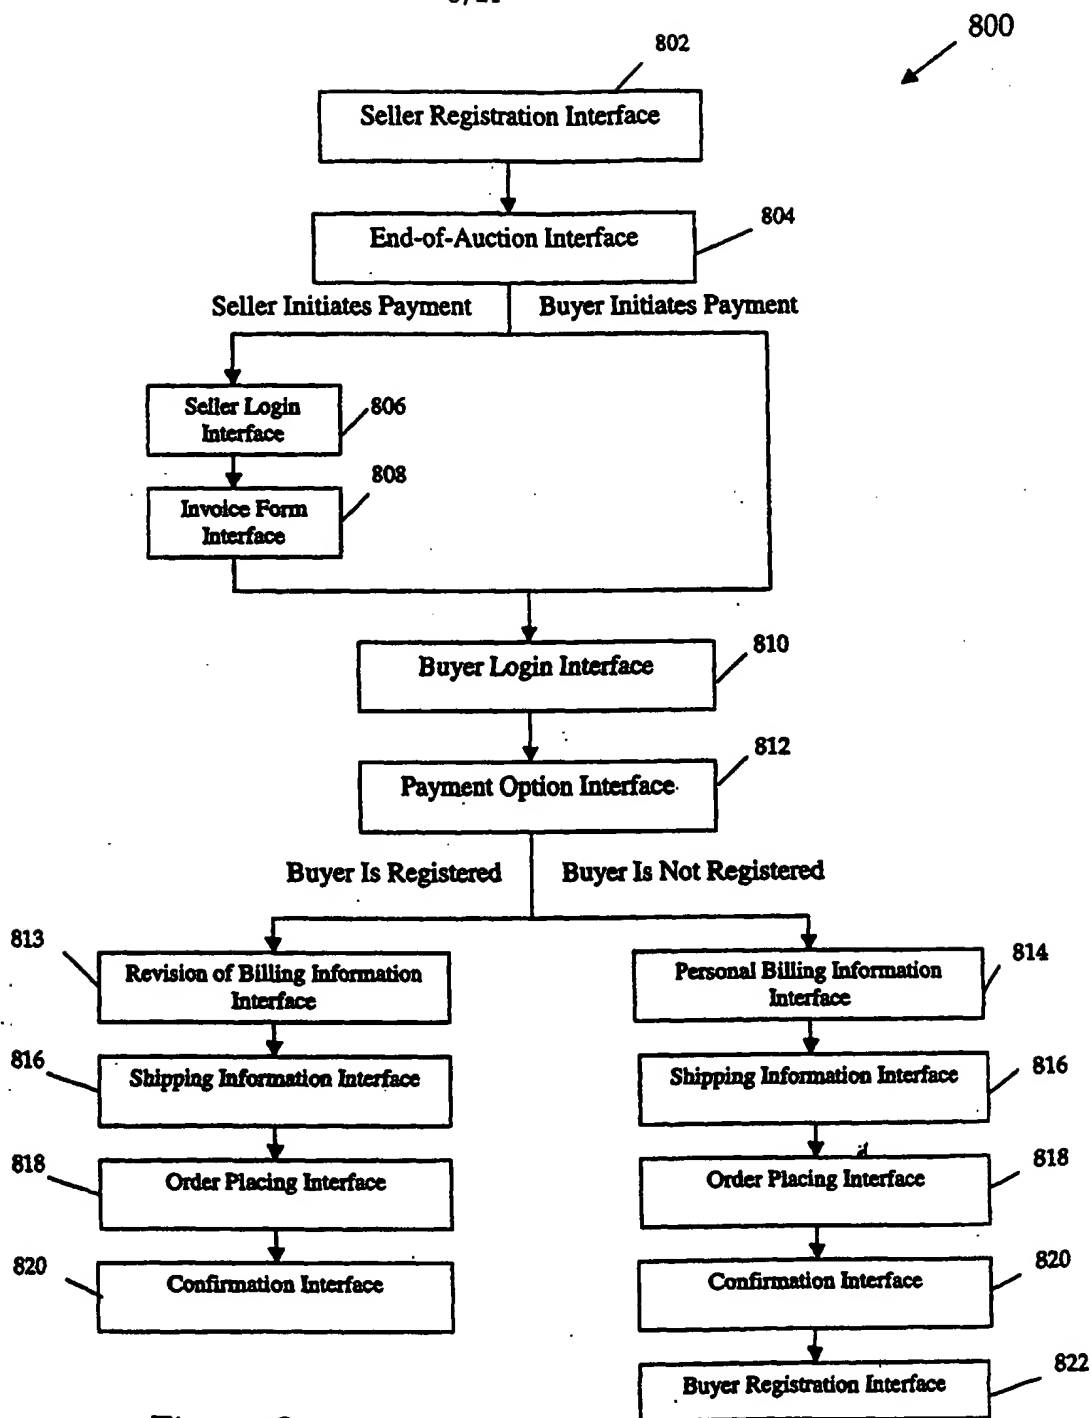 800
802
Seller Registration Interface
804
End-of-Auction Interface
Seller Initiates Payment
Buyer Initiates Payment
Seller Login
Interface
806
808
Invoice Form
Interface
810
Buyer Login Interface
812
Payment Option Interface
Buyer Is Registered
Buyer Is Not Registered
813
Revision of Billing Information
Interface
816
Shipping Information Interface
818
Order Placing Interface
820
Confirmation Interface
814
Personal Billing Information
Interface
816
Shipping Information Interface
818
Order Placing Interface
820
Confirmation Interface
822
Buyer Registration Interface